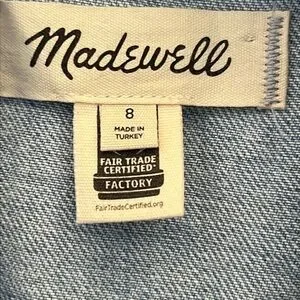 Madewell
8
MADE IN
TURKEY
FAIR TRADE
CERTIFIED
FACTORY
FairTradeCertified.org